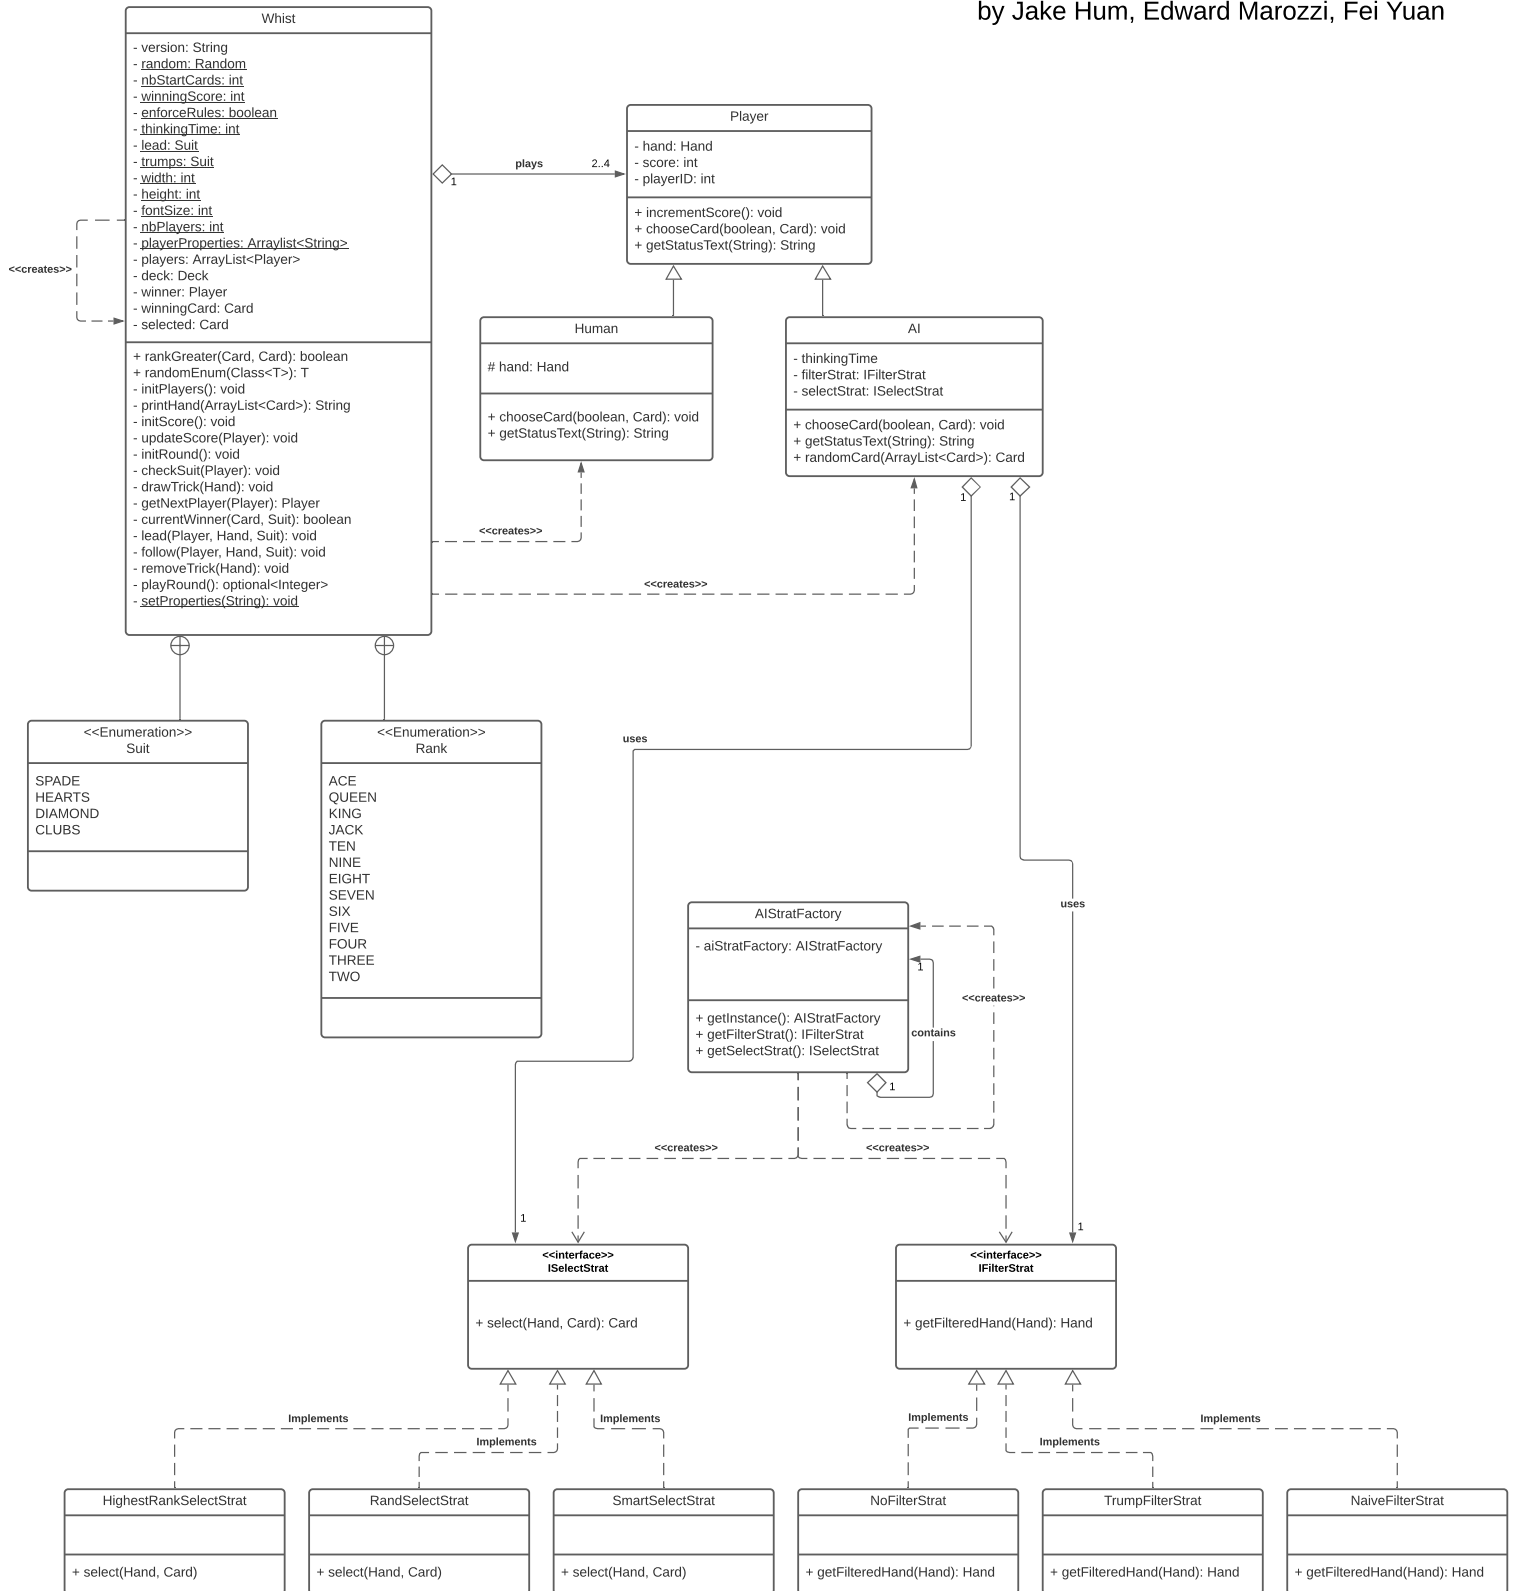 by Jake Hum, Edward Marozzi, Fei Yuan
Whist
- version: String
- random: Random
- nbStartCards: int
- winningScore: int
- enforceRules: boolean
- thinkingTime: int
- lead: Suit
- trumps: Suit
- width: int
- height: int
- fontSize: int
- nbPlayers: int
- playerProperties: Arraylist<String>
- players: ArrayList<Player>
- deck: Deck
- winner: Player
- winningCard: Card
- selected: Card
+ rankGreater(Card, Card): boolean
+ randomEnum(Class<T>): T
- initPlayers(): void
- printHand(ArrayList<Card>): String
- initScore(): void
- updateScore(Player): void
- initRound(): void
- checkSuit(Player): void
- drawTrick(Hand): void
- getNextPlayer(Player): Player
- currentWinner(Card, Suit): boolean
- lead(Player, Hand, Suit): void
- follow(Player, Hand, Suit): void
- removeTrick(Hand): void
- playRound(): optional<Integer>
- setProperties(String): void
<<creates>>
1
plays
2..4
Player
- hand: Hand
- score: int
- playerID: int
+ incrementScore(): void
+ chooseCard(boolean, Card): void
+ getStatusText(String): String
Human
# hand: Hand
+ chooseCard(boolean, Card): void
+ getStatusText(String): String
AI
- thinkingTime
- filterStrat: IFilterStrat
- selectStrat: ISelectStrat
+ chooseCard(boolean, Card): void
+ getStatusText(String): String
+ randomCard(ArrayList<Card>): Card
1
1
<<creates>>
<<creates>>
<<Enumeration>>
Suit
SPADE
HEARTS
DIAMOND
CLUBS
<<Enumeration>>
Rank
ACE
QUEEN
KING
JACK
TEN
NINE
EIGHT
SEVEN
SIX
FIVE
FOUR
THREE
TWO
uses
uses
AIStratFactory
- aiStratFactory: AIStratFactory
+ getInstance(): AIStratFactory
+ getFilterStrat(): IFilterStrat
+ getSelectStrat(): ISelectStrat
1
<<creates>>
contains
1
<<creates>>
<<creates>>
1
1
<<interface>>
ISelectStrat
+ select(Hand, Card): Card
<<interface>>
IFilterStrat
+ getFilteredHand(Hand): Hand
Implements
Implements
Implements
Implements
Implements
Implements
HighestRankSelectStrat
+ select(Hand, Card)
RandSelectStrat
+ select(Hand, Card)
SmartSelectStrat
+ select(Hand, Card)
NoFilterStrat
+ getFilteredHand(Hand): Hand
TrumpFilterStrat
+ getFilteredHand(Hand): Hand
NaiveFilterStrat
+ getFilteredHand(Hand): Hand